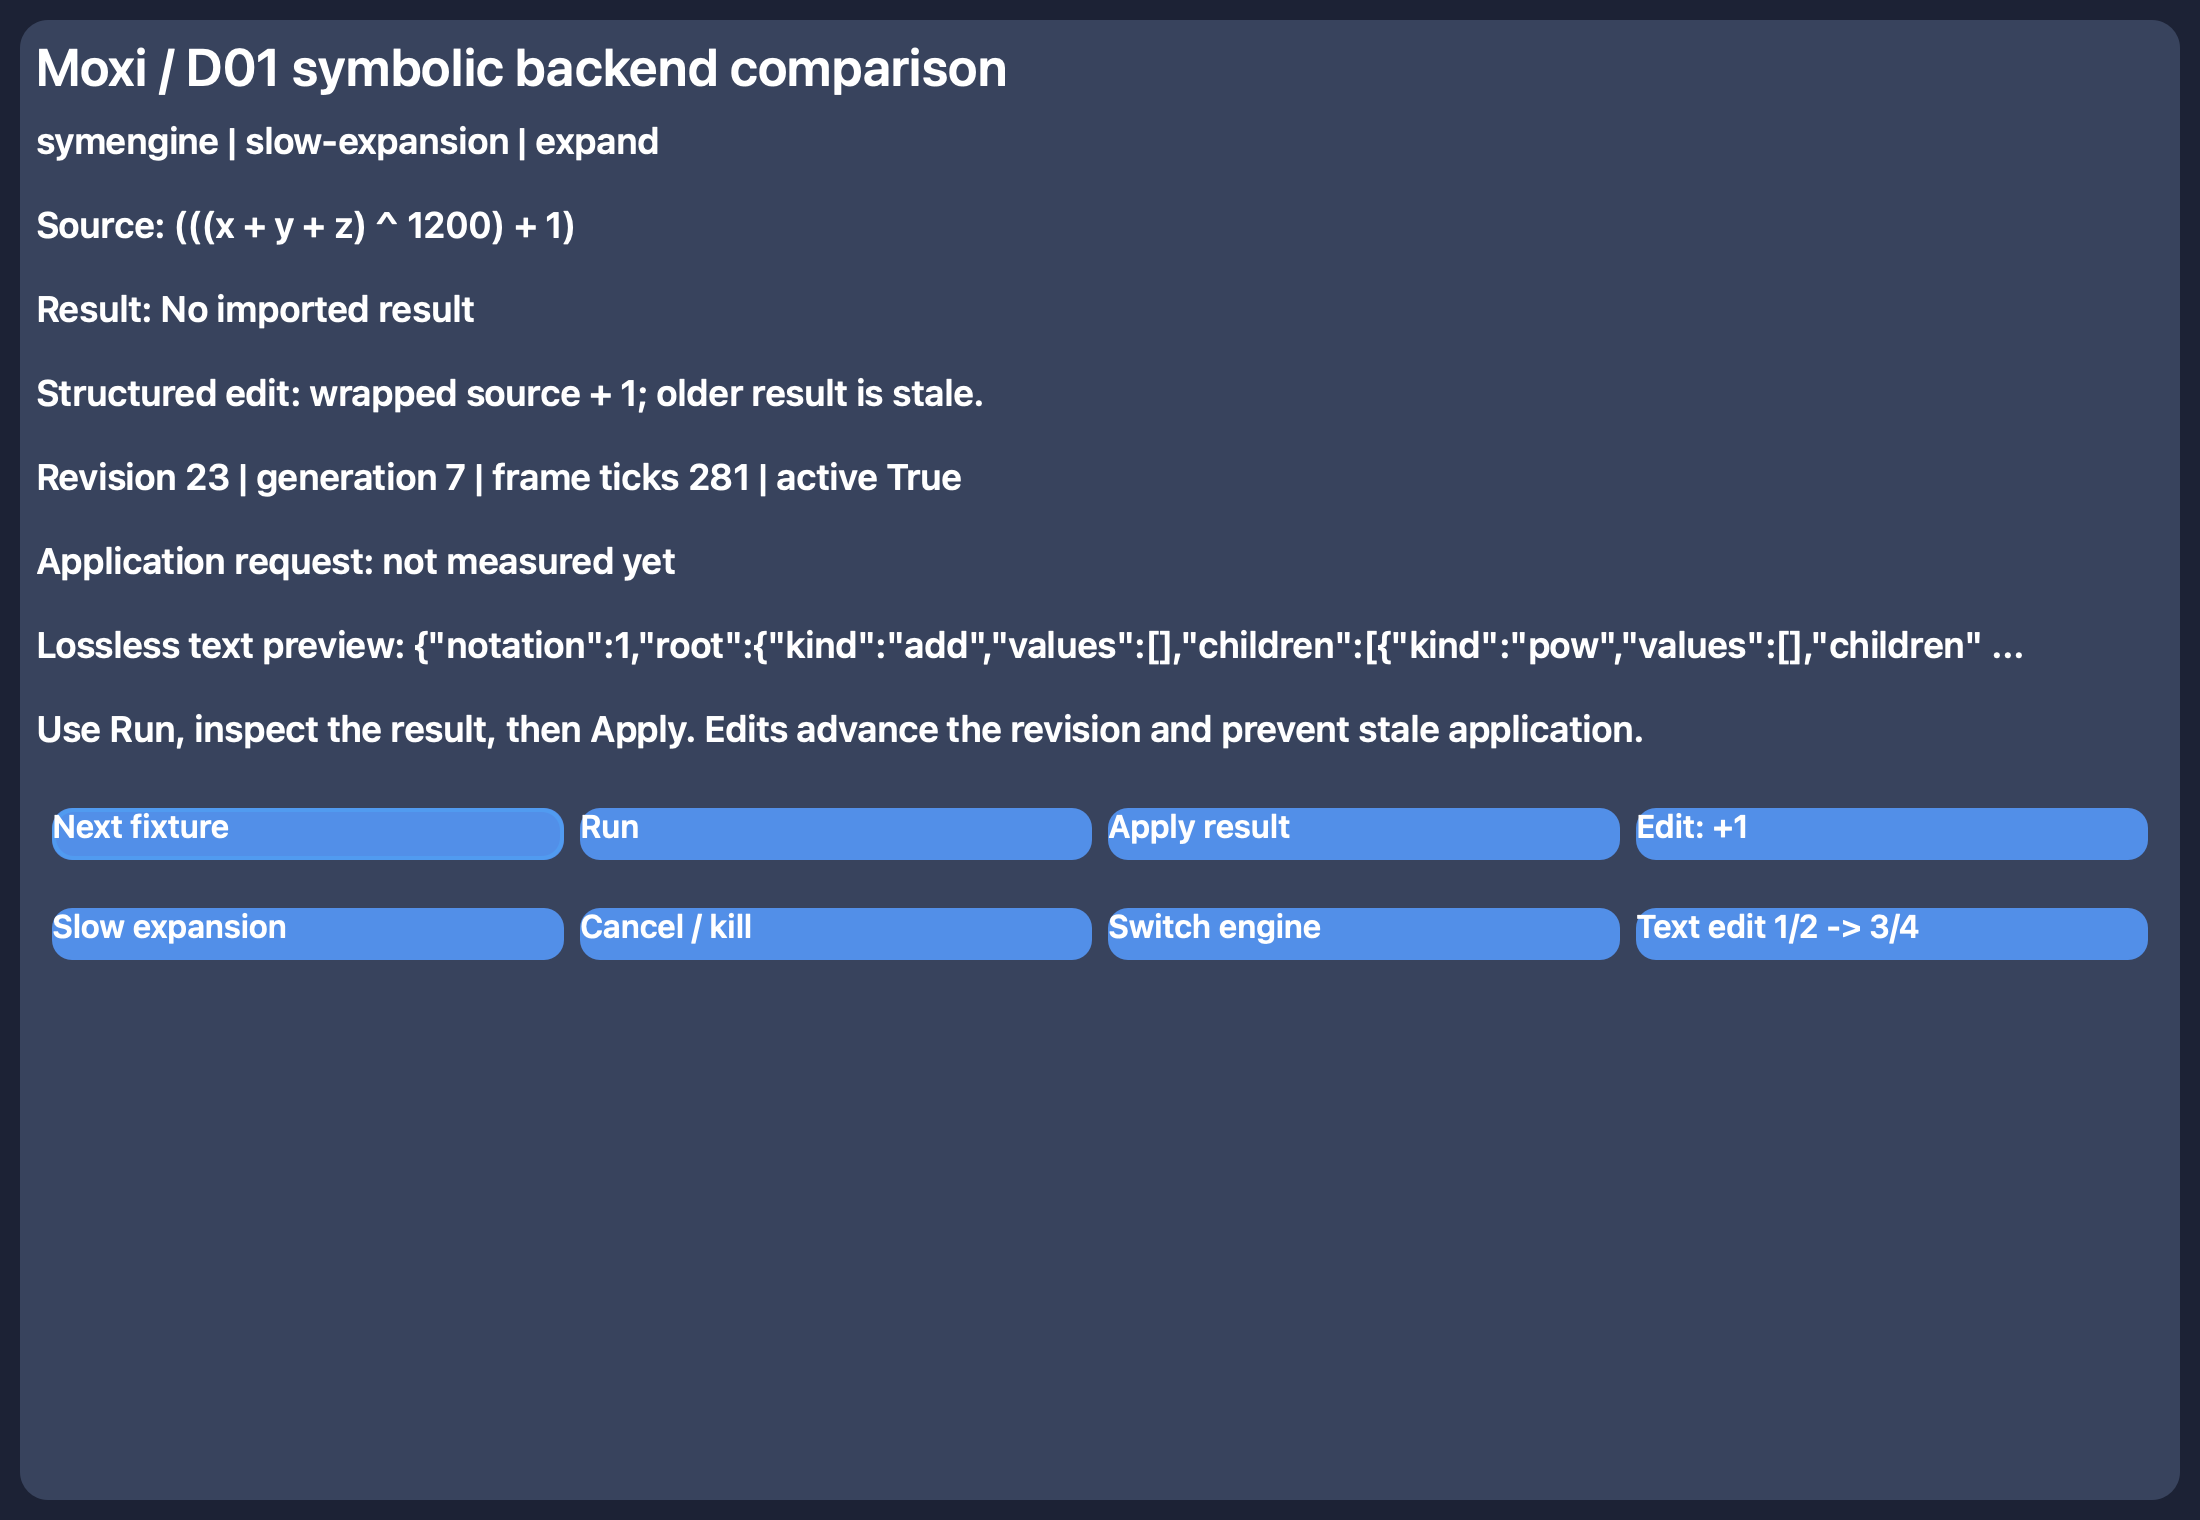 Moxi / D01 symbolic backend comparison
symengine | slow-expansion | expand
Source: (((x + y + z) ^ 1200) + 1)
Result: No imported result
Structured edit: wrapped source + 1; older result is stale.
Revision 23 | generation 7 | frame ticks 281 | active True
Application request: not measured yet
Lossless text preview: {"notation":1,"root":{"kind":"add","values":[],"children":[{"kind":"pow","values":[],"children" ...
Use Run, inspect the result, then Apply. Edits advance the revision and prevent stale application.
Next fixture
Run
Apply result
Edit: +1
Slow expansion
Cancel / kill
Switch engine
Text edit 1/2 -> 3/4